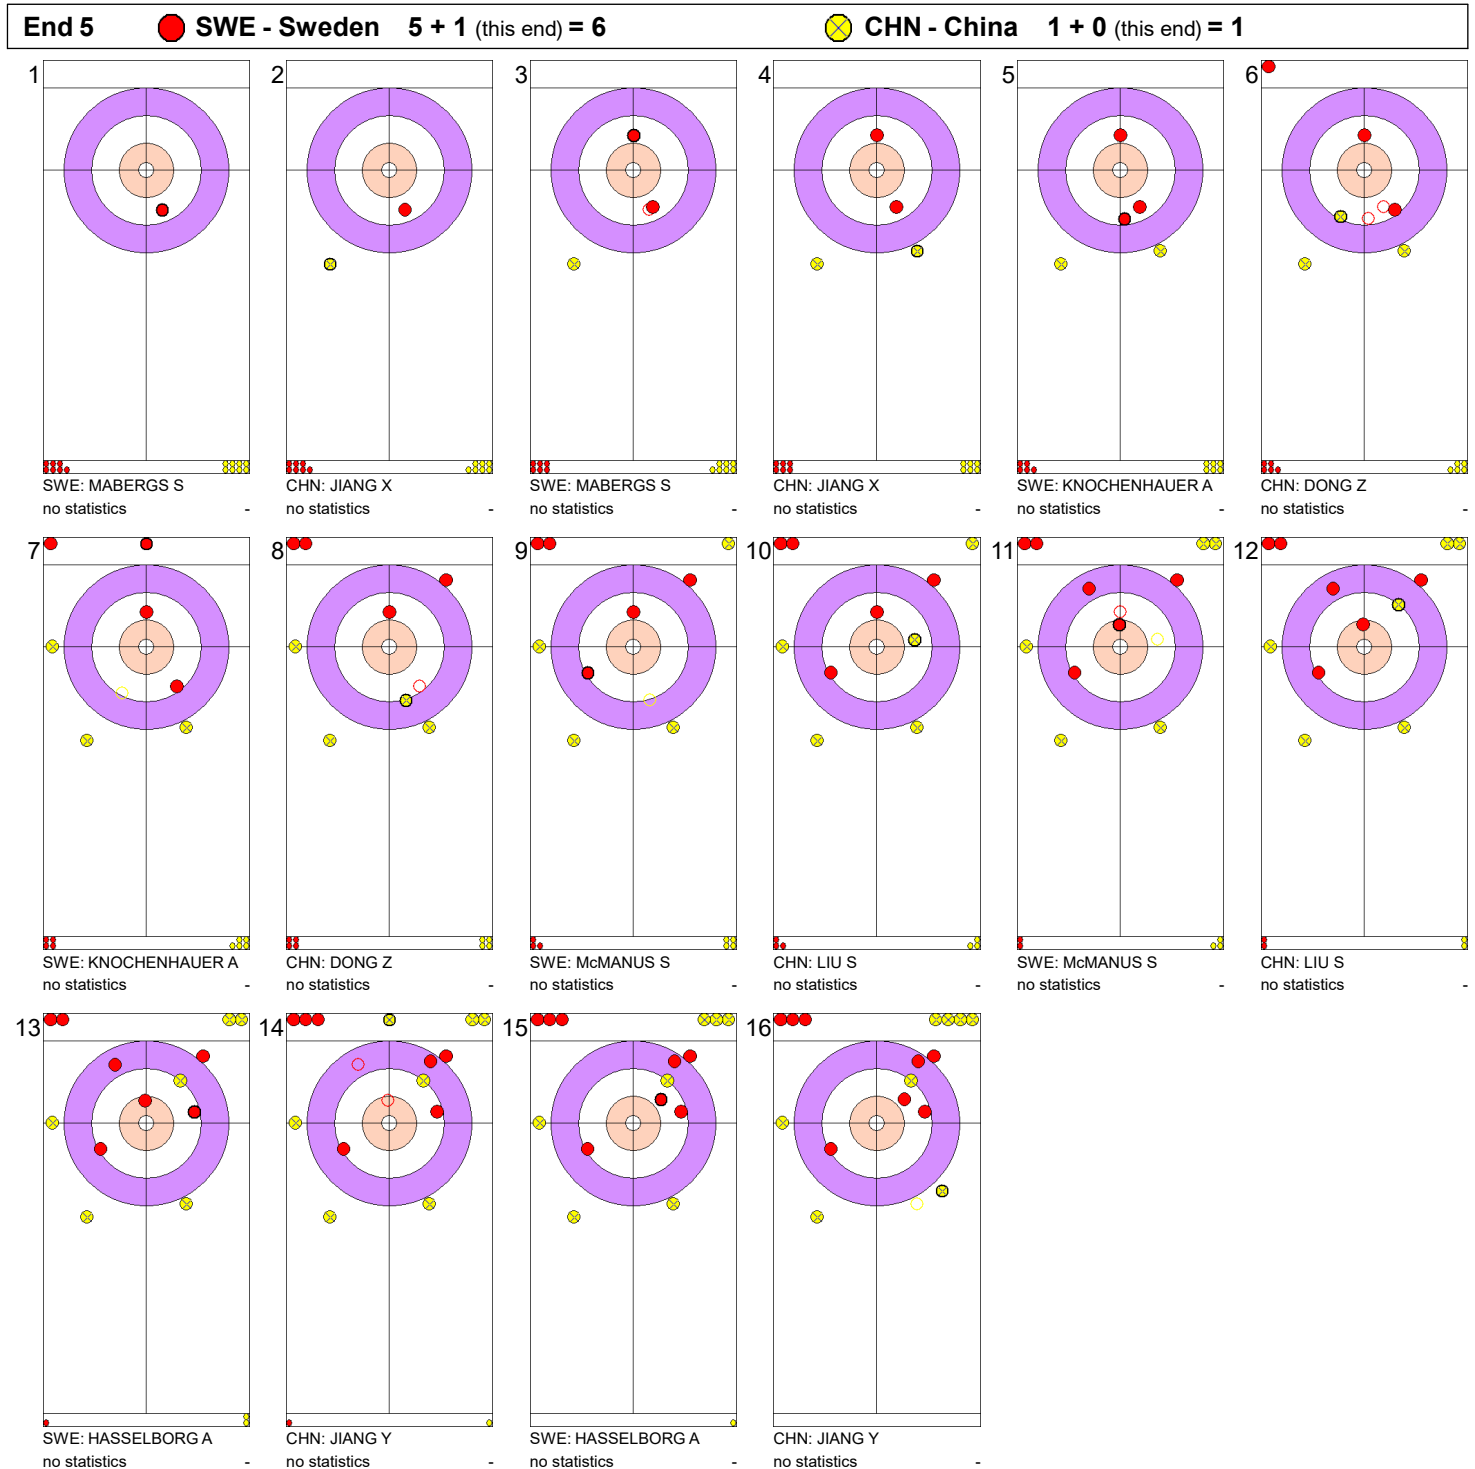 End 5 SWE - Sweden 5 + 1 (this end) = 6 CHN - China 1 + 0 (this end) = 1
1 2 3 4 5 6
SWE: MABERGS S CHN: JIANG X SWE: MABERGS S CHN: JIANG X SWE: KNOCHENHAUER A CHN: DONG Z
no statistics - no statistics - no statistics - no statistics - no statistics - no statistics -
7 8 9 10 11 12
SWE: KNOCHENHAUER A CHN: DONG Z SWE: McMANUS S CHN: LIU S SWE: McMANUS S CHN: LIU S
no statistics - no statistics - no statistics - no statistics - no statistics - no statistics -
13 14 15 16
SWE: HASSELBORG A CHN: JIANG Y SWE: HASSELBORG A CHN: JIANG Y
no statistics - no statistics - no statistics - no statistics -